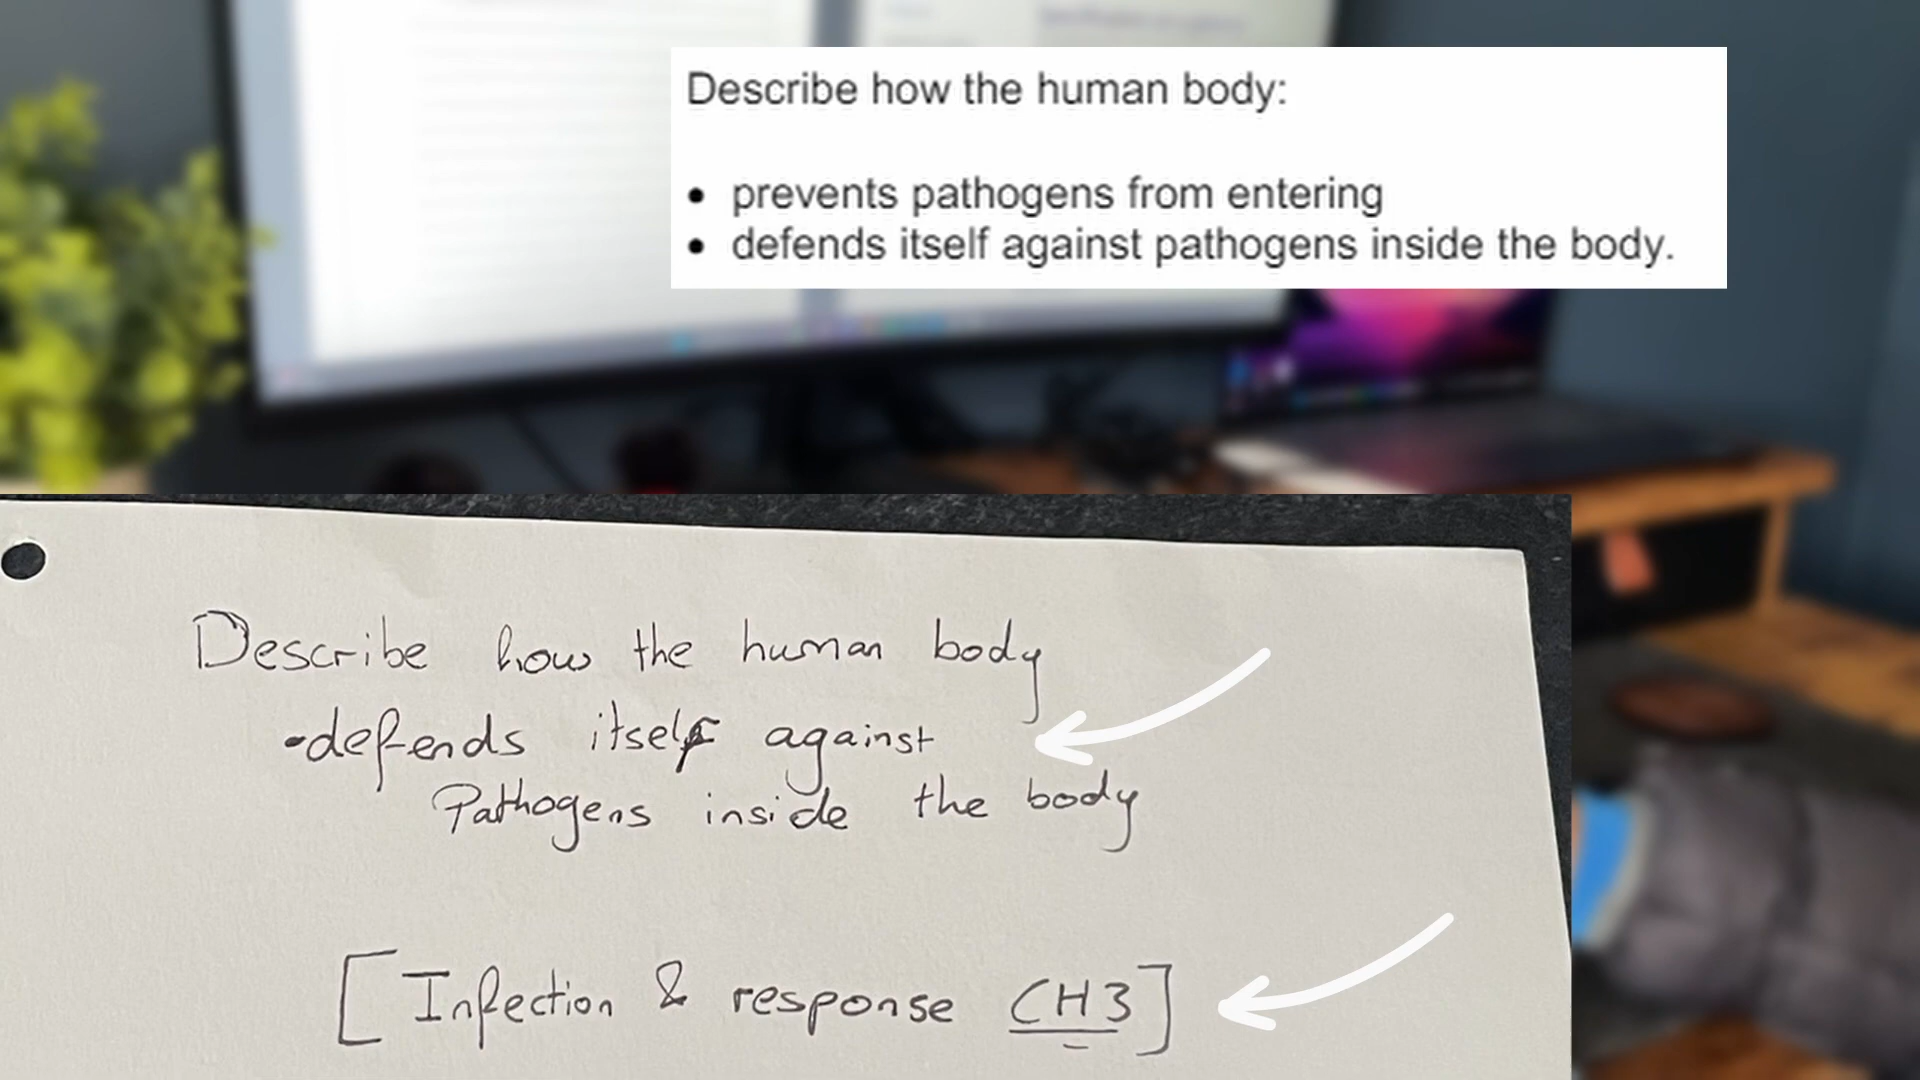 Describe how the human body:
• prevents pathogens from entering
• defends itself against pathogens inside the body.
Describe how the human body
•defends itself against
Pathogens inside the body
[Infection & response CH3]